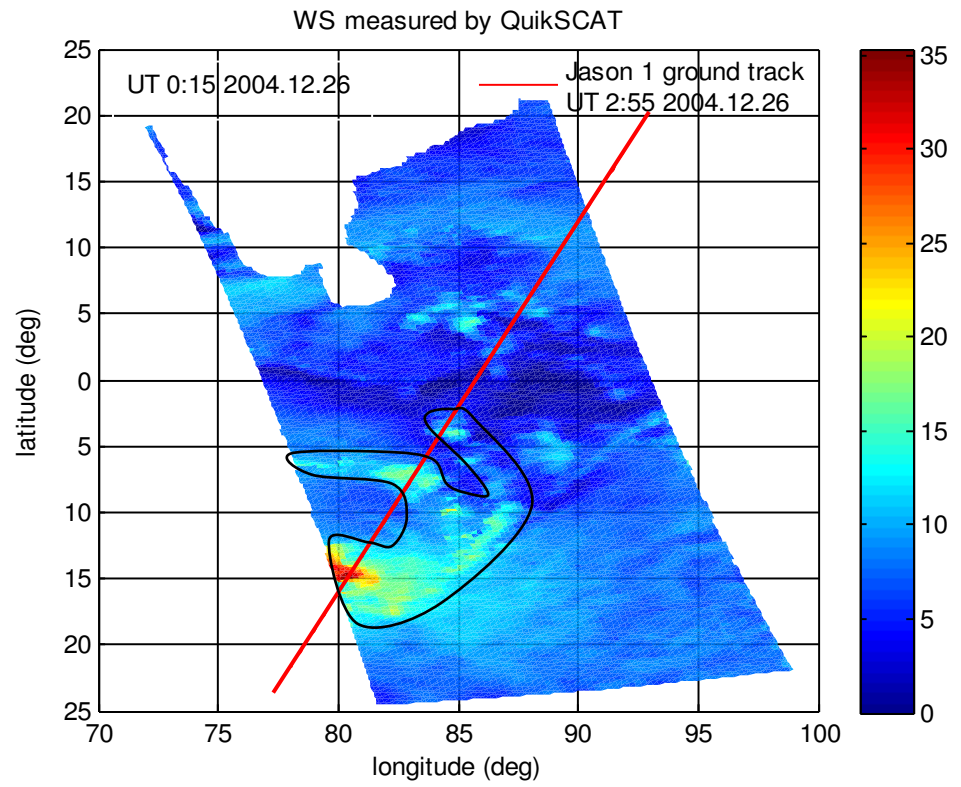 WS measured by QuikSCAT
UT 0:15 2004.12.26
Jason 1 ground track
UT 2:55 2004.12.26
latitude (deg)
25
20
15
10
5
0
5
10
15
20
25
70 75 80 85 90 95 100
longitude (deg)
35
30
25
20
15
10
5
0